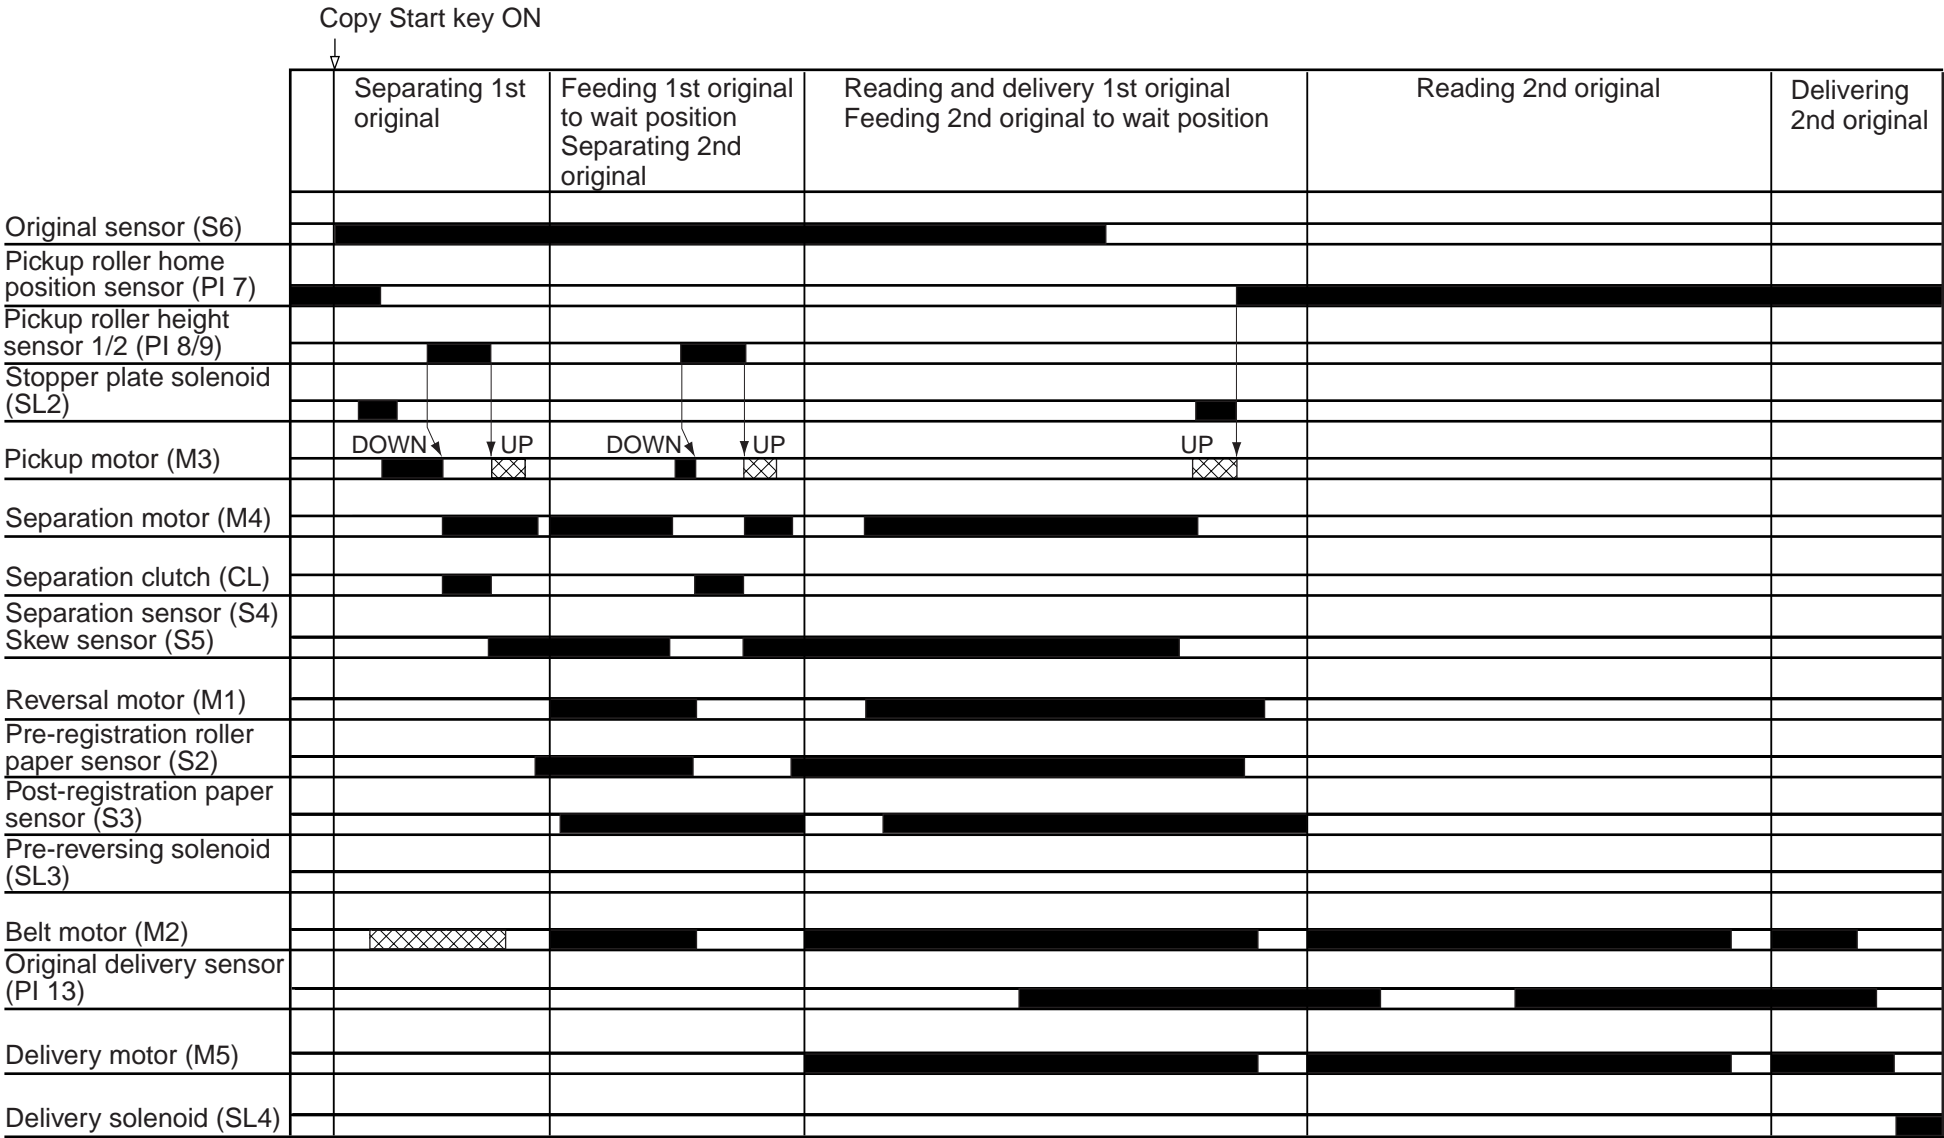 Copy Start key ON
Separating 1st
original
Feeding 1st original
to wait position
Separating 2nd
original
Reading and delivery 1st original
Feeding 2nd original to wait position
Reading 2nd original
Delivering
2nd original
Original sensor (S6)
Pickup roller home
position sensor (PI 7)
Pickup roller height
sensor 1/2 (PI 8/9)
Stopper plate solenoid
(SL2)
DOWN UP DOWN UP UP
Pickup motor (M3)
Separation motor (M4)
Separation clutch (CL)
Separation sensor (S4)
Skew sensor (S5)
Reversal motor (M1)
Pre-registration roller
paper sensor (S2)
Post-registration paper
sensor (S3)
Pre-reversing solenoid
(SL3)
Belt motor (M2)
Original delivery sensor
(PI 13)
Delivery motor (M5)
Delivery solenoid (SL4)